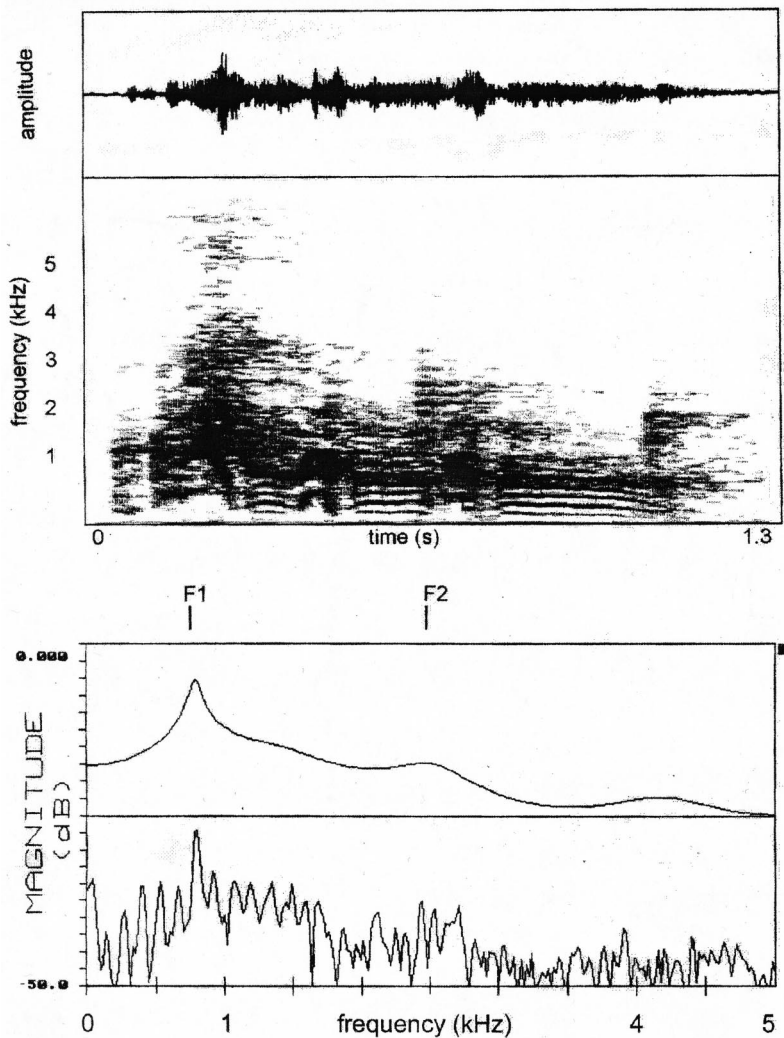 amplitude
frequency (kHz)
5
4
3
2
1
0 time (s) 1.3
F1 F2
0.000
MAGNITUDE
(dB)
-50.0
0 1 frequency (kHz) 4 5